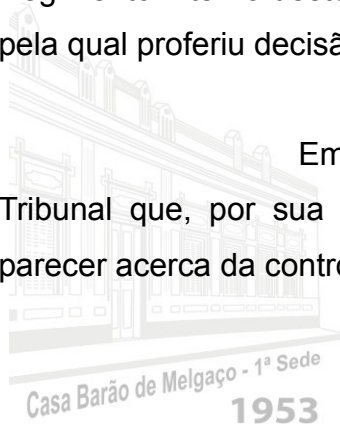 pela qual proferiu decisã
Em
Tribunal que, por sua
parecer acerca da contro
Casa Barão de Melgaço - 1ª Sede
1953